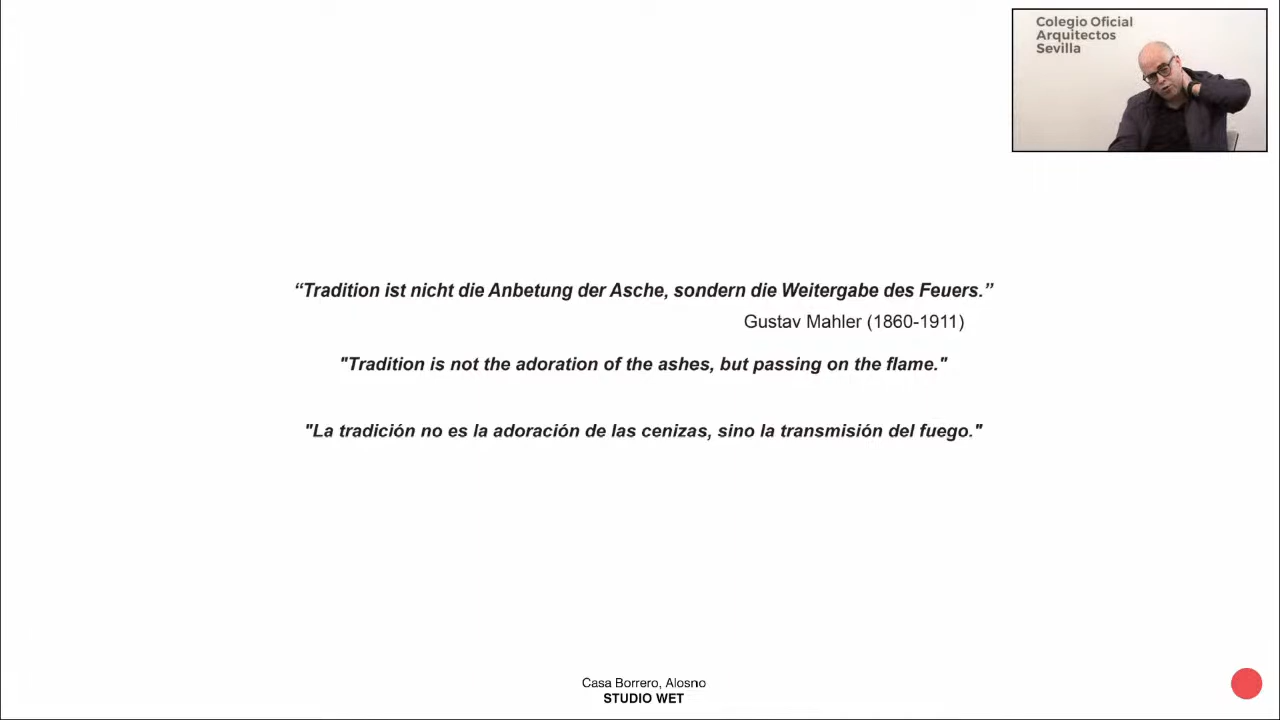 Colegio Oficial
Arquitectos
Sevilla
“Tradition ist nicht die Anbetung der Asche, sondern die Weitergabe des Feuers.”
Gustav Mahler (1860-1911)
"Tradition is not the adoration of the ashes, but passing on the flame."
"La tradición no es la adoración de las cenizas, sino la transmisión del fuego."
Casa Borrero, Alosno
STUDIO WET